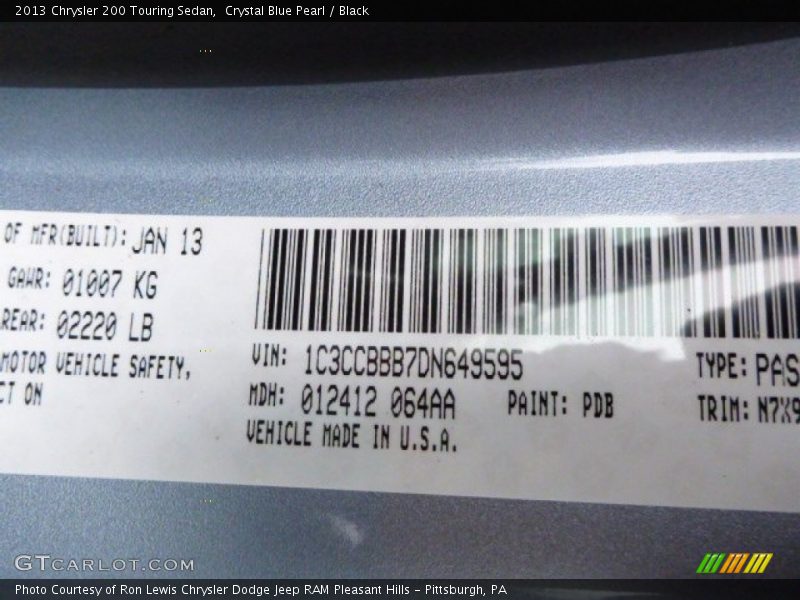 2013 Chrysler 200 Touring Sedan,  Crystal Blue Pearl / Black
OF MFR(BUILT): JAN 13
GAWR: 01007 KG
REAR: 02220 LB
MOTOR VEHICLE SAFETY,
CT ON
VIN: 1C3CCBBB7DN649595
MDH: 012412 064AA
PAINT: PDB
VEHICLE MADE IN U.S.A.
TYPE: PAS
TRIM: N7X9
GTCARLOT.COM
Photo Courtesy of Ron Lewis Chrysler Dodge Jeep RAM Pleasant Hills - Pittsburgh, PA